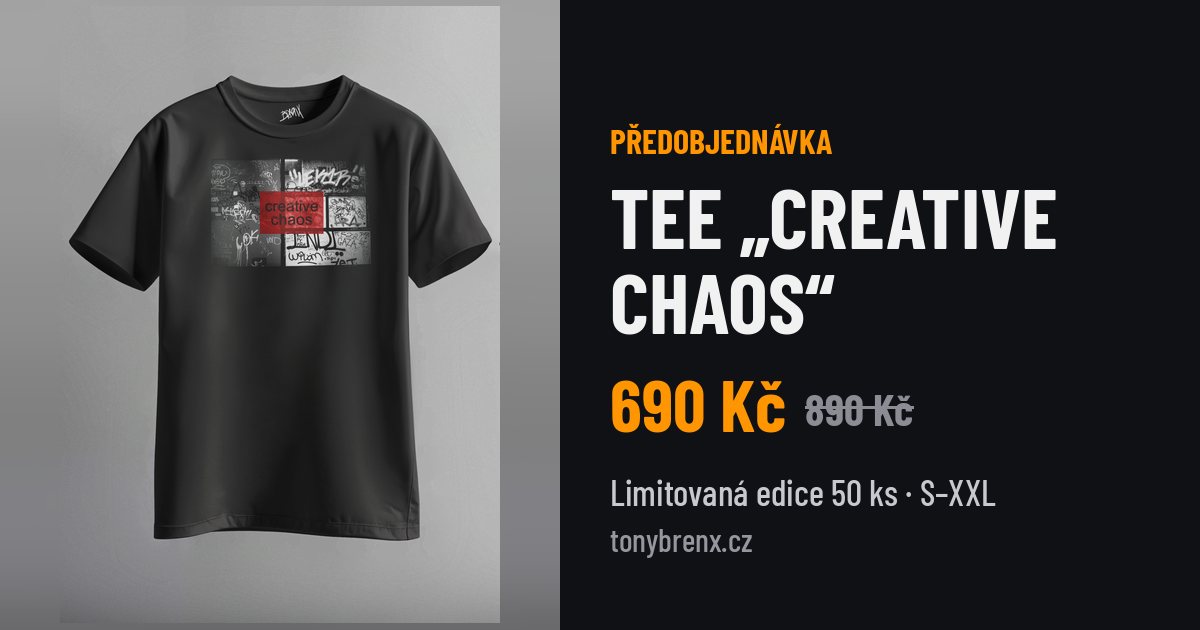 creative
chaos
PŘEDOBJEDNÁVKA
TEE „CREATIVE
CHAOS“
690 Kč 890 Kč
Limitovaná edice 50 ks · S–XXL
tonybrenx.cz